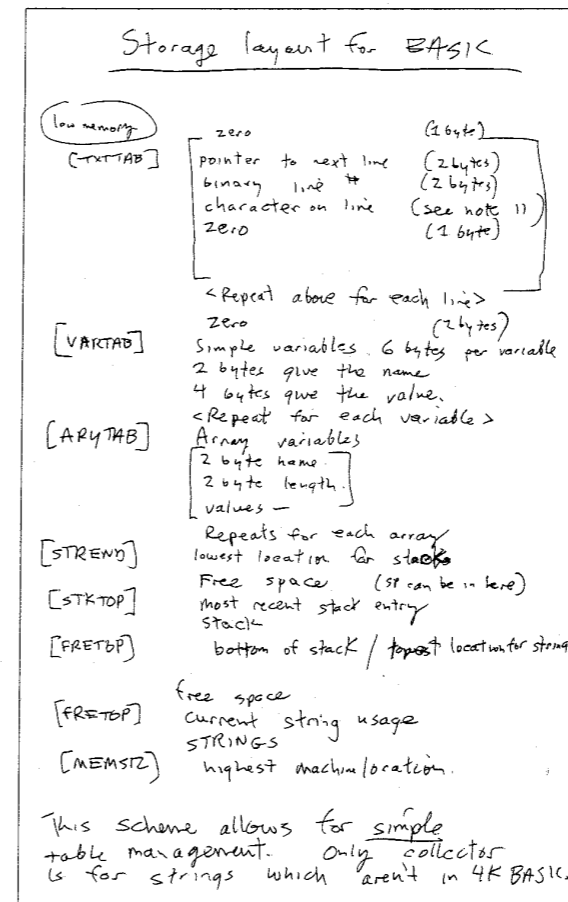 Storage layout for BASIC
low memory
zero (1 byte)
[TXTTAB]
pointer to next line (2 bytes)
binary line # (2 bytes)
character on line (see note 11)
zero (1 byte)
<Repeat above for each line>
zero (2 bytes)
[VARTAB] Simple variables 6 bytes per variable
2 bytes give the name
4 bytes give the value.
<Repeat for each variable>
[ARYTAB] Array variables
2 byte name
2 byte length.
values —
Repeats for each array
[STREND] lowest location for stack
Free space (SP can be in here)
[STKTOP] most recent stack entry
stack
[FRETOP] bottom of stack / location for string
free space
[FRETOP] current string usage
STRINGS
[MEMSIZ] highest machine location.
This scheme allows for simple
table management. Only collector
is for strings which aren't in 4K BASIC.